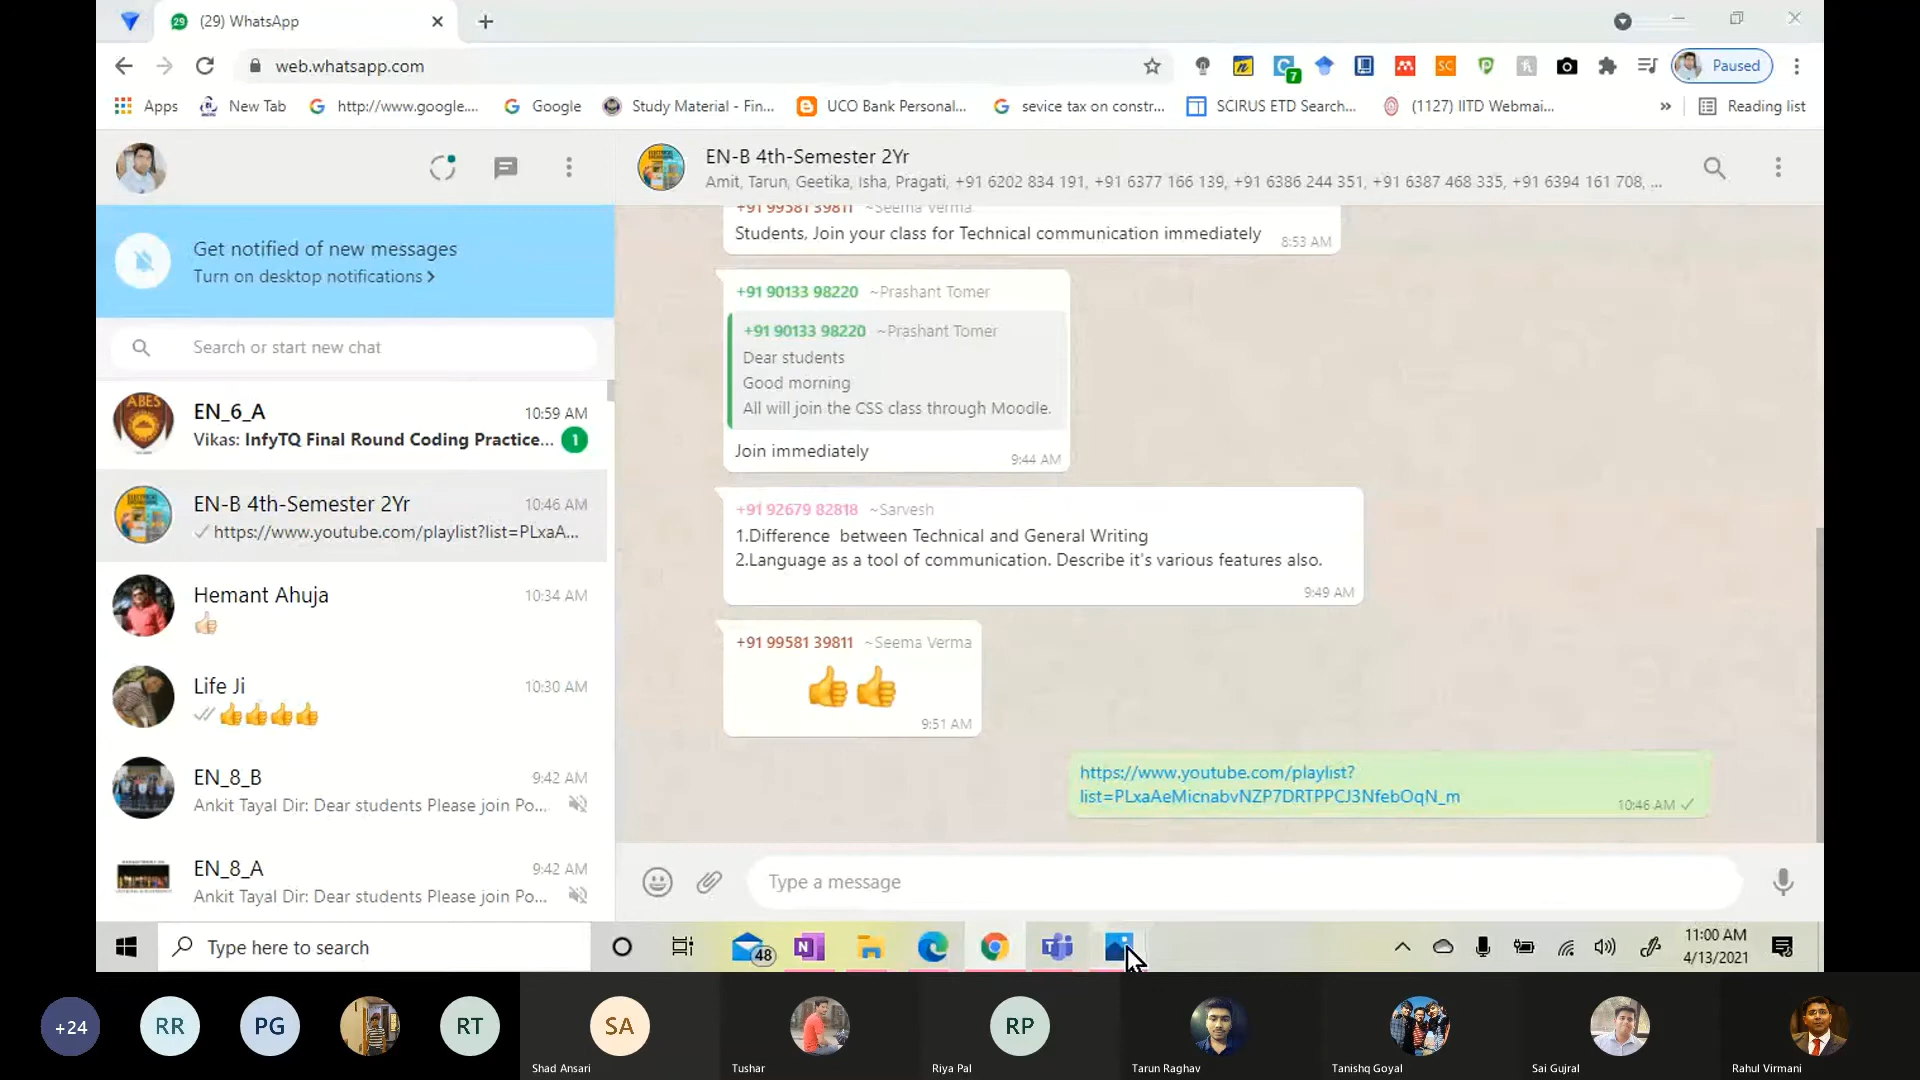 29
(29) WhatsApp
web.whatsapp.com
n
7
SC
Paused
Apps
New Tab
http://www.google....
Google
Study Material - Fin...
UCO Bank Personal...
sevice tax on constr...
SCIRUS ETD Search...
(1127) IITD Webmai...
»
Reading list
EN-B 4th-Semester 2Yr
Amit, Tarun, Geetika, Isha, Pragati, +91 6202 834 191, +91 6377 166 139, +91 6386 244 351, +91 6387 468 335, +91 6394 161 708, ...
Get notified of new messages
Turn on desktop notifications >
Search or start new chat
ABES
EN_6_A
10:59 AM
Vikas: InfyTQ Final Round Coding Practice...
1
EN-B 4th-Semester 2Yr
10:46 AM
https://www.youtube.com/playlist?list=PLxaA...
Hemant Ahuja
10:34 AM
Life Ji
10:30 AM
EN_8_B
9:42 AM
Ankit Tayal Dir: Dear students Please join Po...
EN_8_A
9:42 AM
Ankit Tayal Dir: Dear students Please join Po...
+91 99581 39811 ~Seema Verma
Students, Join your class for Technical communication immediately
8:53 AM
+91 90133 98220 ~Prashant Tomer
+91 90133 98220 ~Prashant Tomer
Dear students
Good morning
All will join the CSS class through Moodle.
Join immediately
9:44 AM
+91 92679 82818 ~Sarvesh
1.Difference between Technical and General Writing
2.Language as a tool of communication. Describe it's various features also.
9:49 AM
+91 99581 39811 ~Seema Verma
9:51 AM
https://www.youtube.com/playlist?
list=PLxaAeMicnabvNZP7DRTPPCJ3NfebOqN_m
10:46 AM
Type a message
Type here to search
48
N
11:00 AM
4/13/2021
+24
RR
PG
RT
SA
Shad Ansari
Tushar
RP
Riya Pal
Tarun Raghav
Tanishq Goyal
Sai Gujral
Rahul Virmani